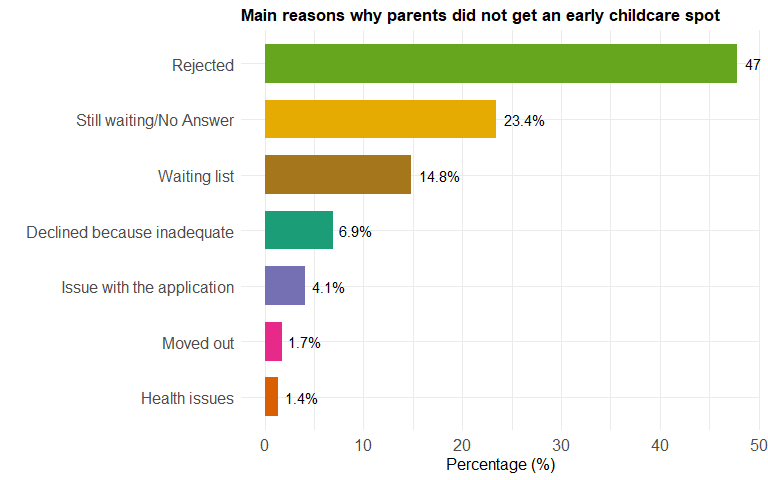 Main reasons why parents did not get an early childcare spot
Rejected 47
Still waiting/No Answer 23.4%
Waiting list 14.8%
Declined because inadequate 6.9%
Issue with the application 4.1%
Moved out 1.7%
Health issues 1.4%
0 10 20 30 40 50
Percentage (%)